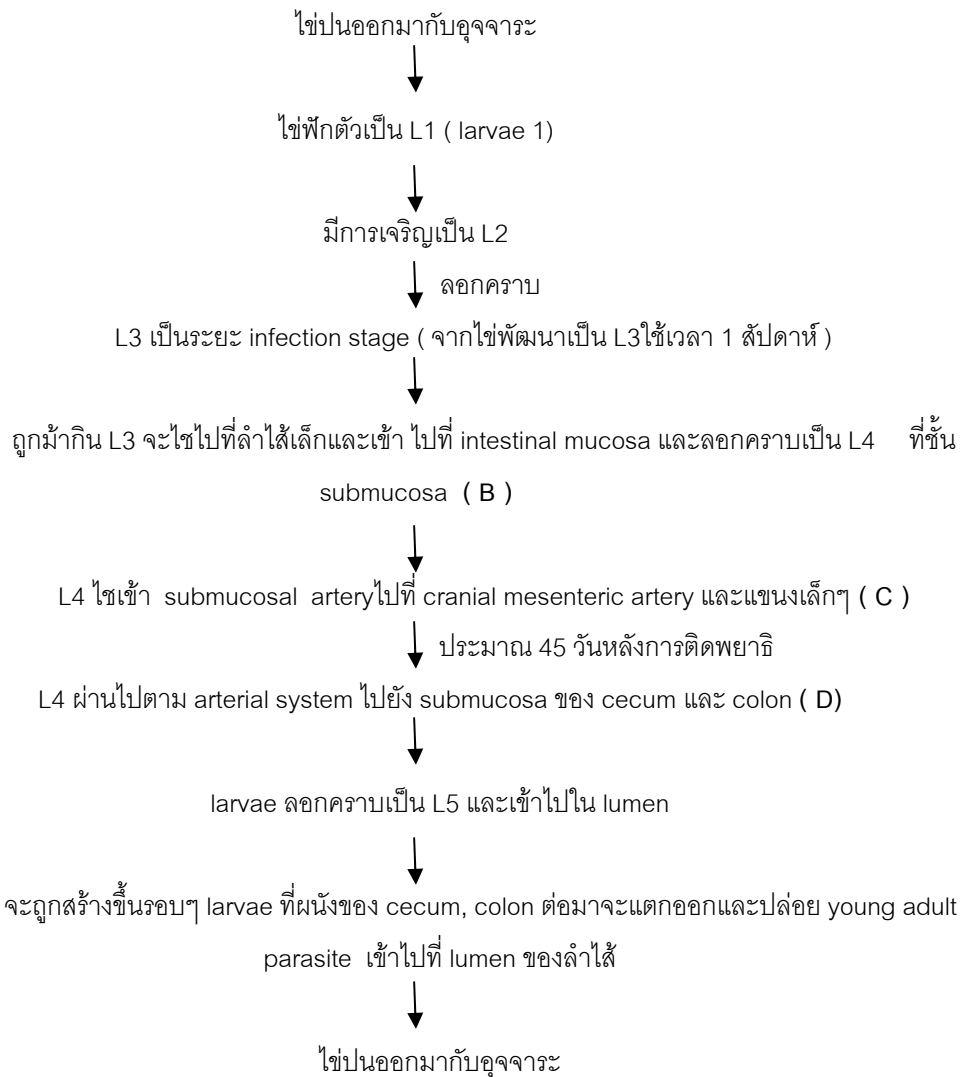 ไข่ปนออกมากับอุจจาระ
ไข่ฟักตัวเป็น L1 ( larvae 1)
มีการเจริญเป็น L2
ลอกคราบ
L3 เป็นระยะ infection stage ( จากไข่พัฒนาเป็น L3ใช้เวลา 1 สัปดาห์ )
ถูกม้ากิน L3 จะไชไปที่ลำไส้เล็กและเข้า ไปที่ intestinal mucosa และลอกคราบเป็น L4 ที่ชั้น
submucosa ( B )
L4 ไชเข้า submucosal arteryไปที่ cranial mesenteric artery และแขนงเล็กๆ ( C )
ประมาณ 45 วันหลังการติดพยาธิ
L4 ผ่านไปตาม arterial system ไปยัง submucosa ของ cecum และ colon ( D)
larvae ลอกคราบเป็น L5 และเข้าไปใน lumen
จะถูกสร้างขึ้นรอบๆ larvae ที่ผนังของ cecum, colon ต่อมาจะแตกออกและปล่อย young adult
parasite เข้าไปที่ lumen ของลำไส้
ไข่ปนออกมากับอุจจาระ